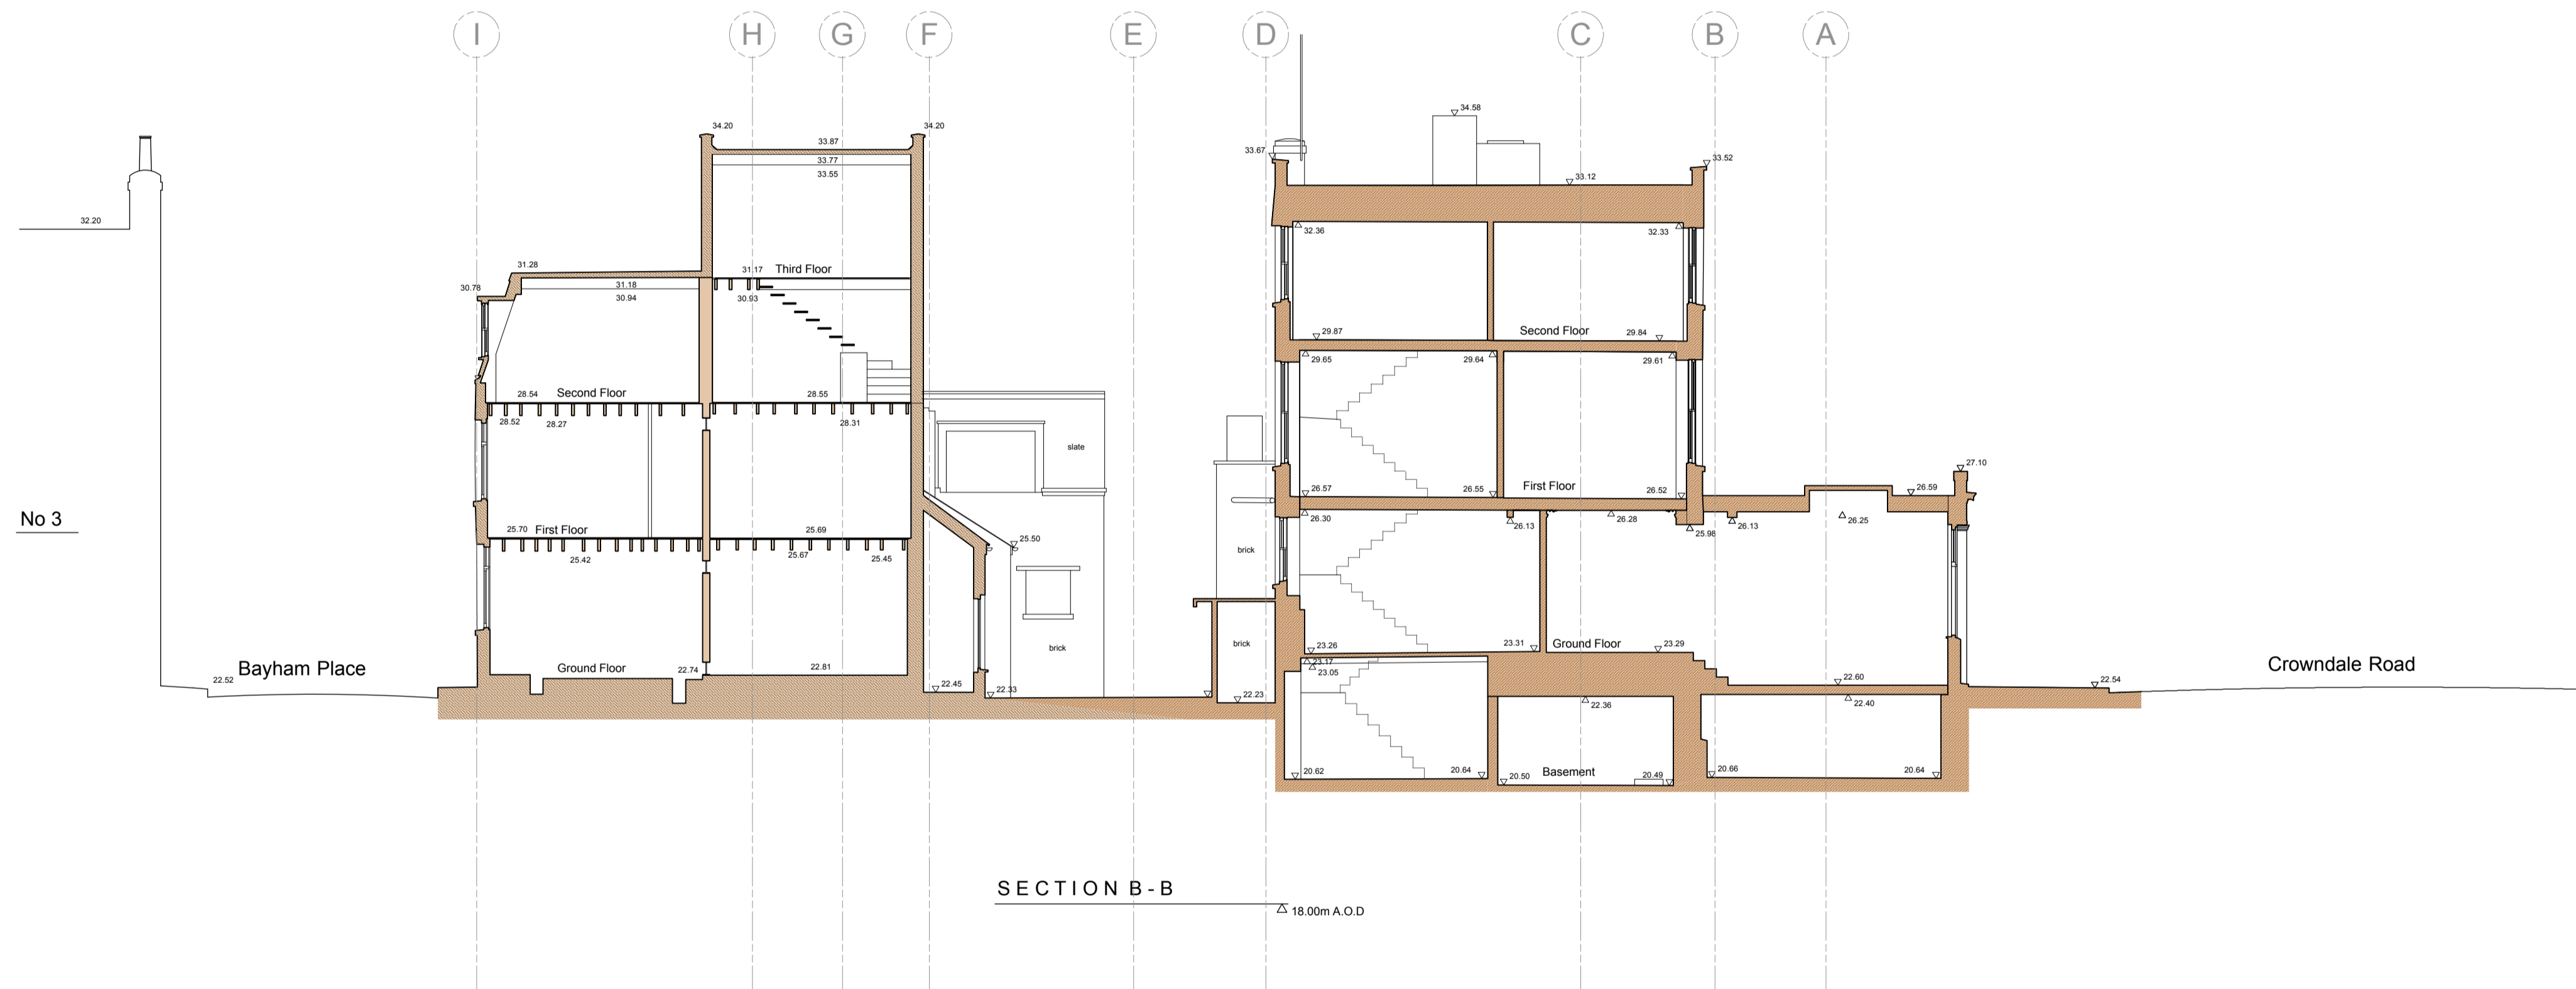 I H G F E D C B A
34.58
34.20 34.20
33.87
33.77
33.55
33.67 33.52
33.12
32.20
32.36 32.33
31.28
31.17 Third Floor
30.78 31.18
30.94 30.93
29.87 Second Floor 29.84
29.65 29.64 29.61
28.54 Second Floor 28.55
28.52 28.27 28.31
slate
27.10
26.57 26.55 First Floor 26.52 26.59
No 3
26.30 26.13 26.28 25.98 26.13 26.25
25.70 First Floor 25.69
25.42 25.67 25.45 25.50
brick
brick brick
23.26 23.31 Ground Floor 23.29
23.17
23.05
Bayham Place Ground Floor 22.74 22.81 Crowndale Road
22.52 22.45 22.33 22.23 22.36 22.60 22.40 22.54
20.62 20.64 20.50 Basement 20.49 20.66 20.64
SECTION B-B
18.00m A.O.D